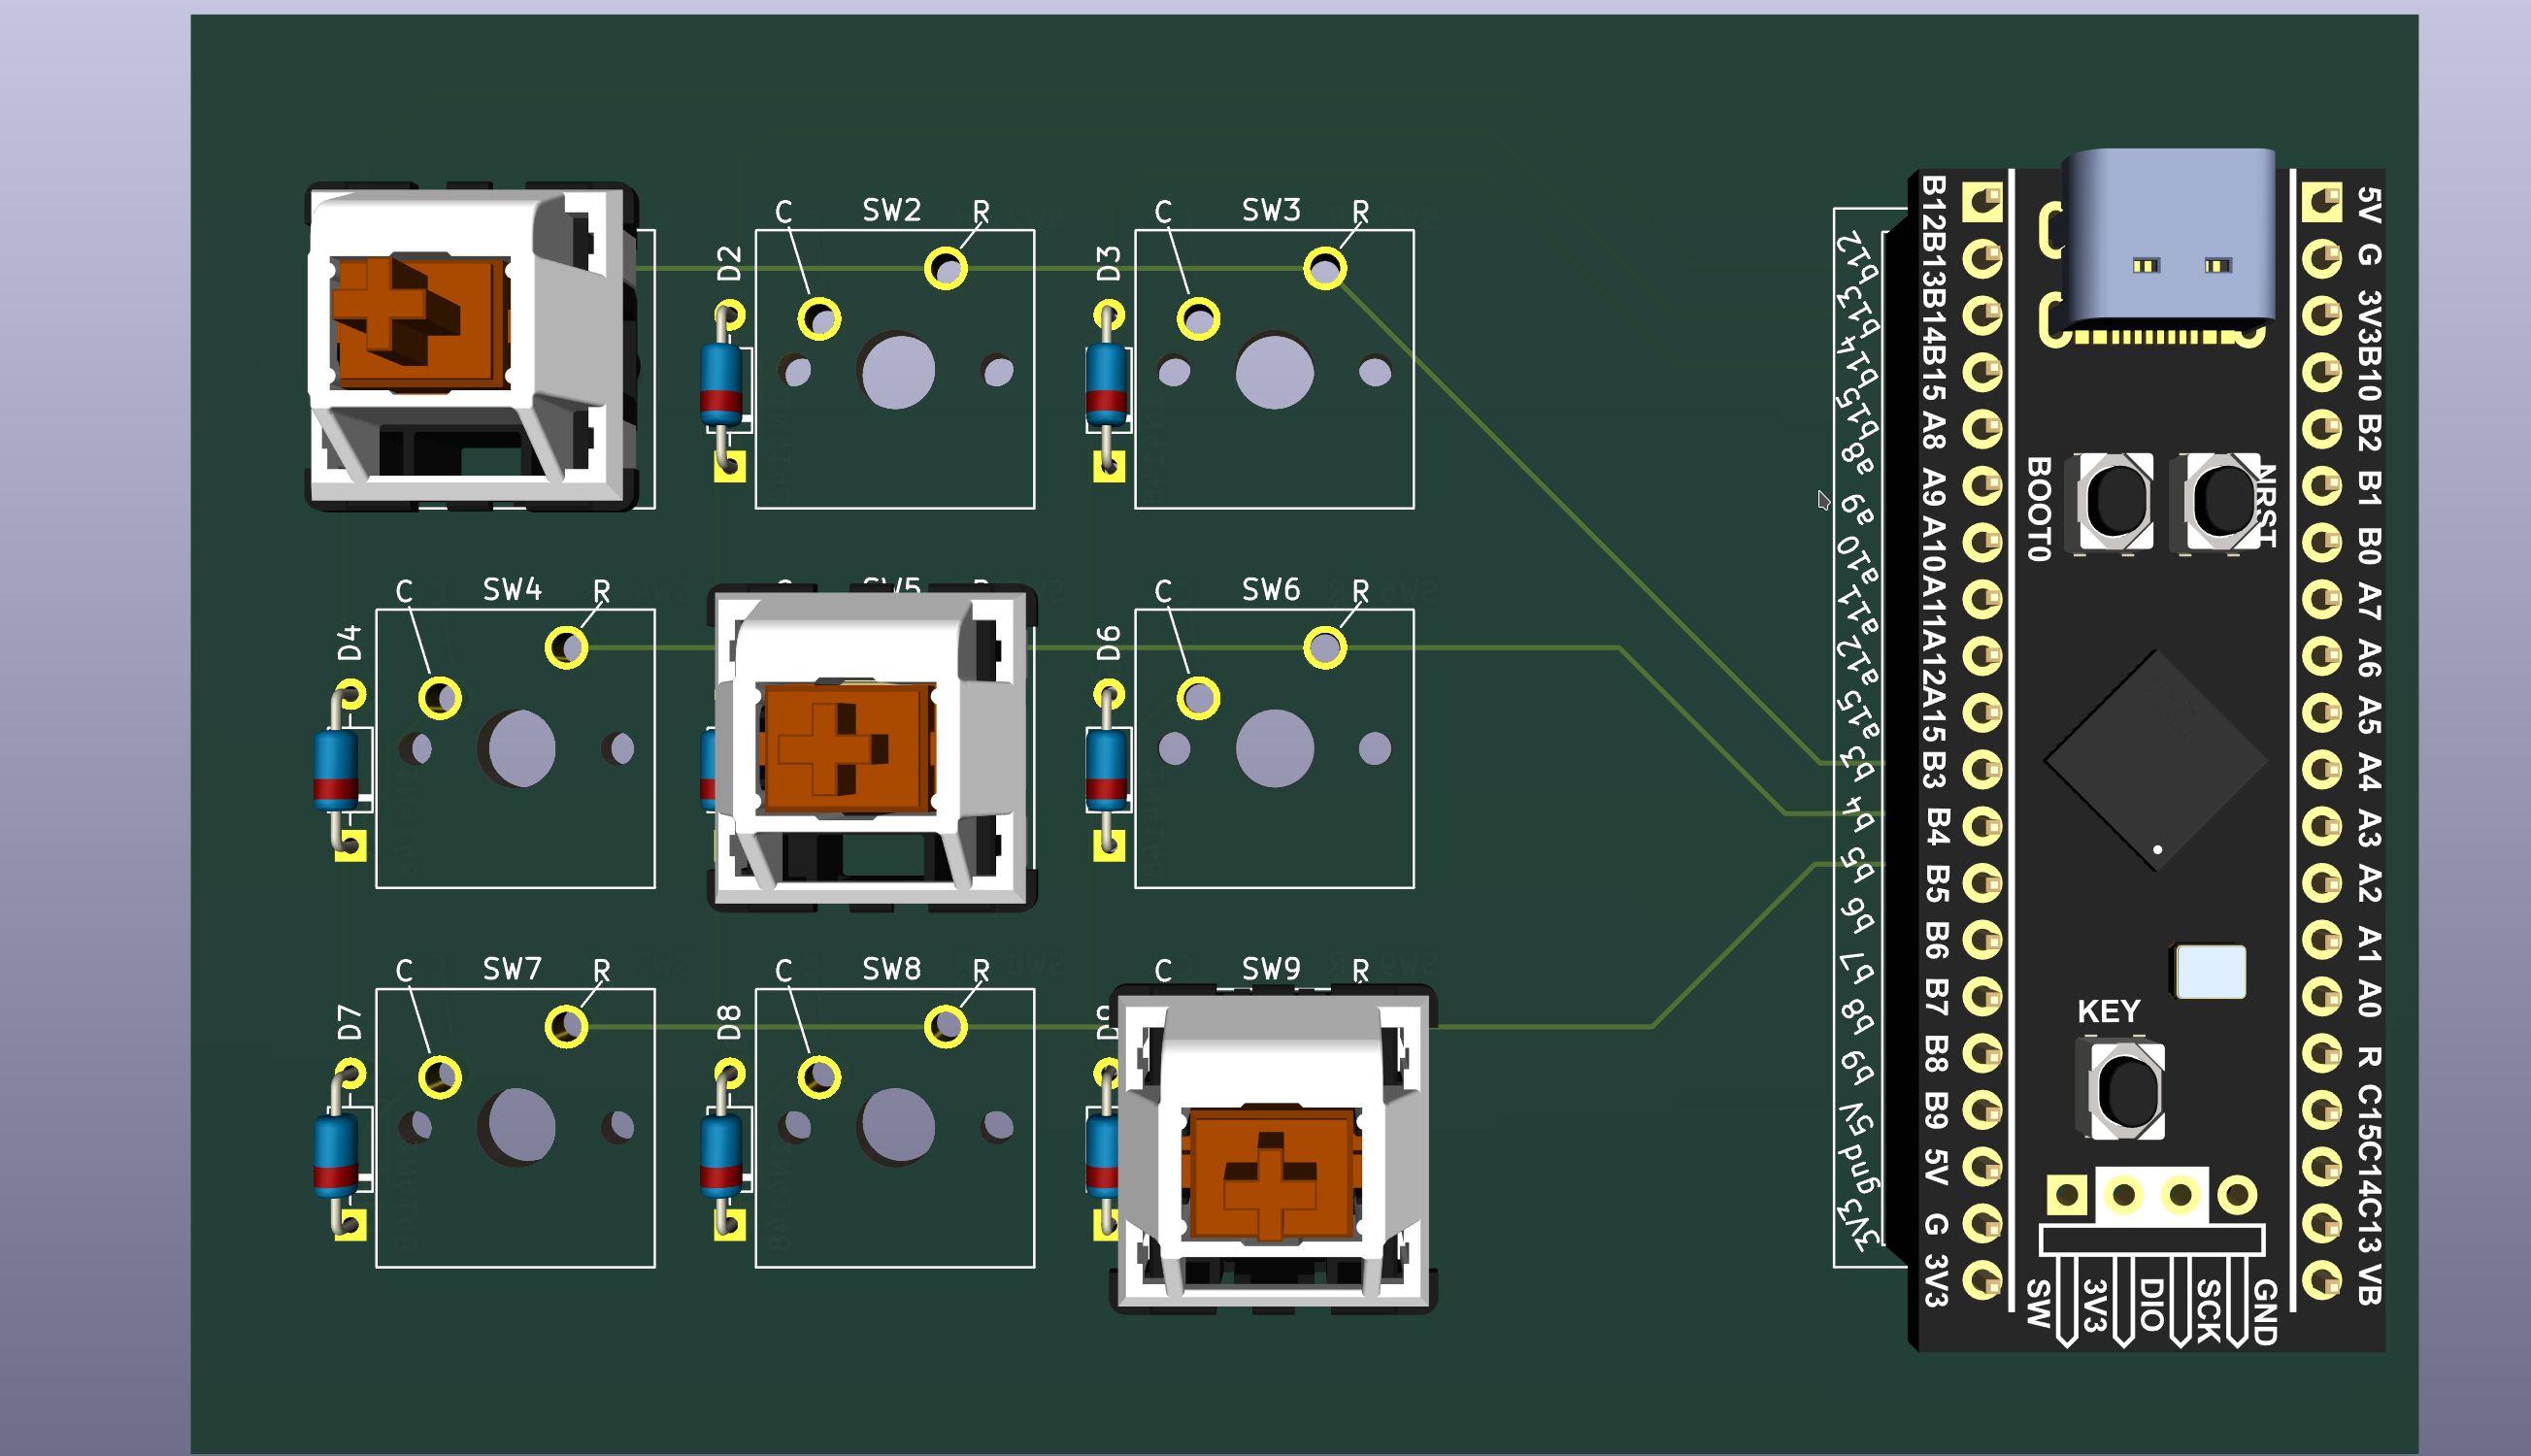 C SW2 R
C SW3 R
D2
D3
C SW4 R
C R
C SW6 R
D4
D6
C SW7 R
C SW8 R
C SW9 R
D7
D8
b12
b13
b14
b15
a8
a9
a10
a11
a12
a15
b3
b4
b5
b6
b7
b8
b9
5V
gnd
3V3
B12
B13
B14
B15
A8
A9
A10
A11
A12
A15
B3
B4
B5
B6
B7
B8
B9
5V
G
3V3
BOOT0
NRST
KEY
SW
3V3
DIO
SCK
GND
5V
G
3V3
B10
B2
B1
B0
A7
A6
A5
A4
A3
A2
A1
A0
R
C15
C14
C13
VB